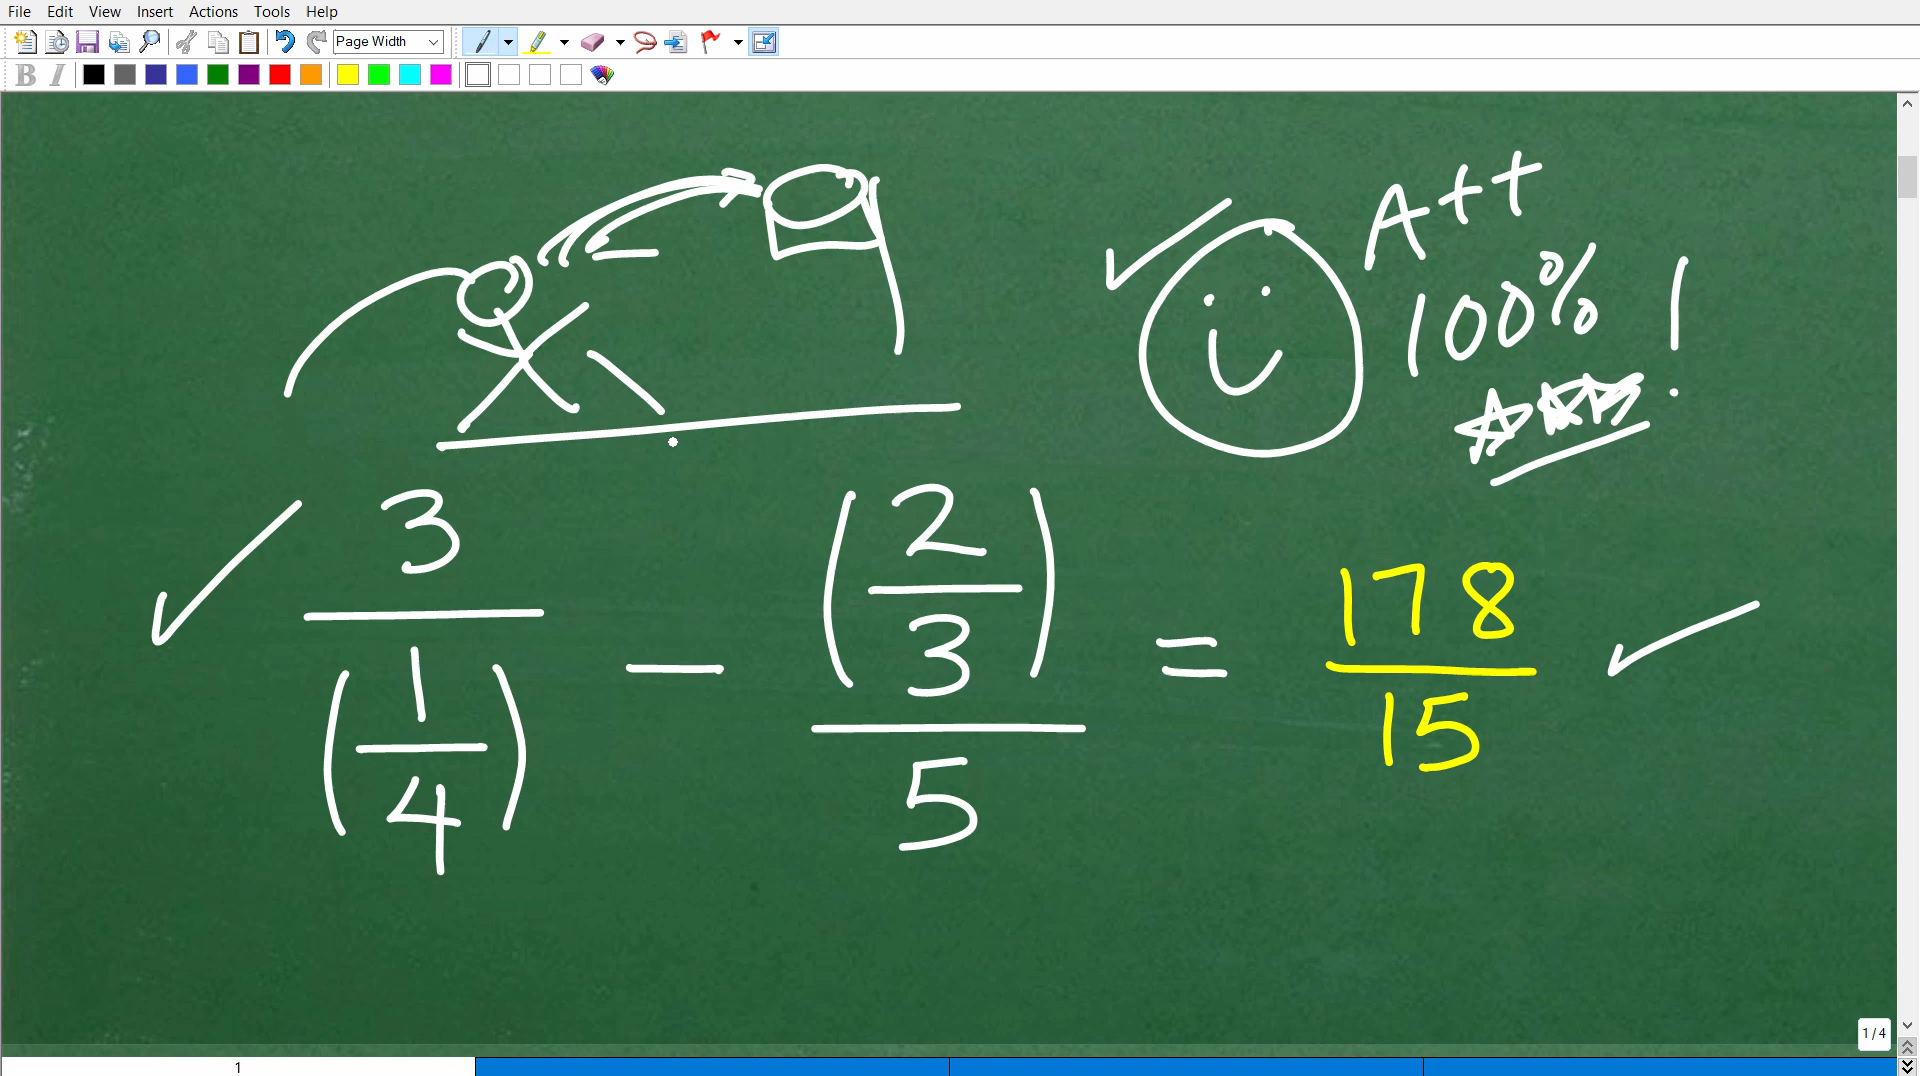 File Edit View Insert Actions Tools Help
Page Width
B I
A++
100% !
3 / (1/4) - (2/3) / 5 = 178/15
1 / 4
1